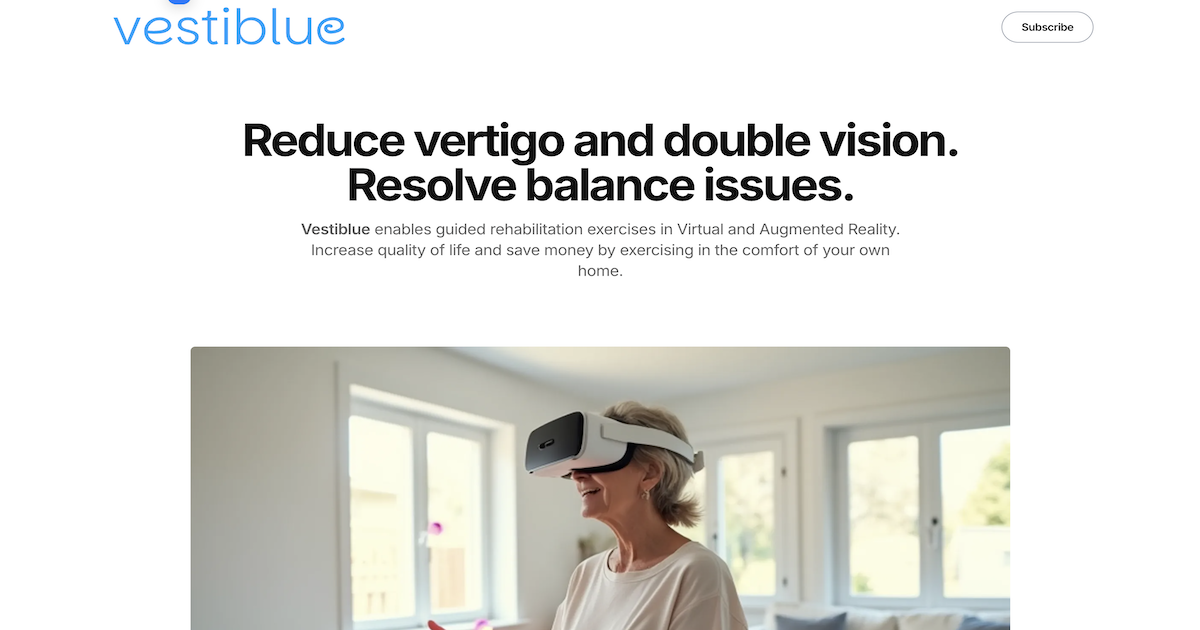 vestiblue
Subscribe
Reduce vertigo and double vision.
Resolve balance issues.
Vestiblue enables guided rehabilitation exercises in Virtual and Augmented Reality.
Increase quality of life and save money by exercising in the comfort of your own
home.